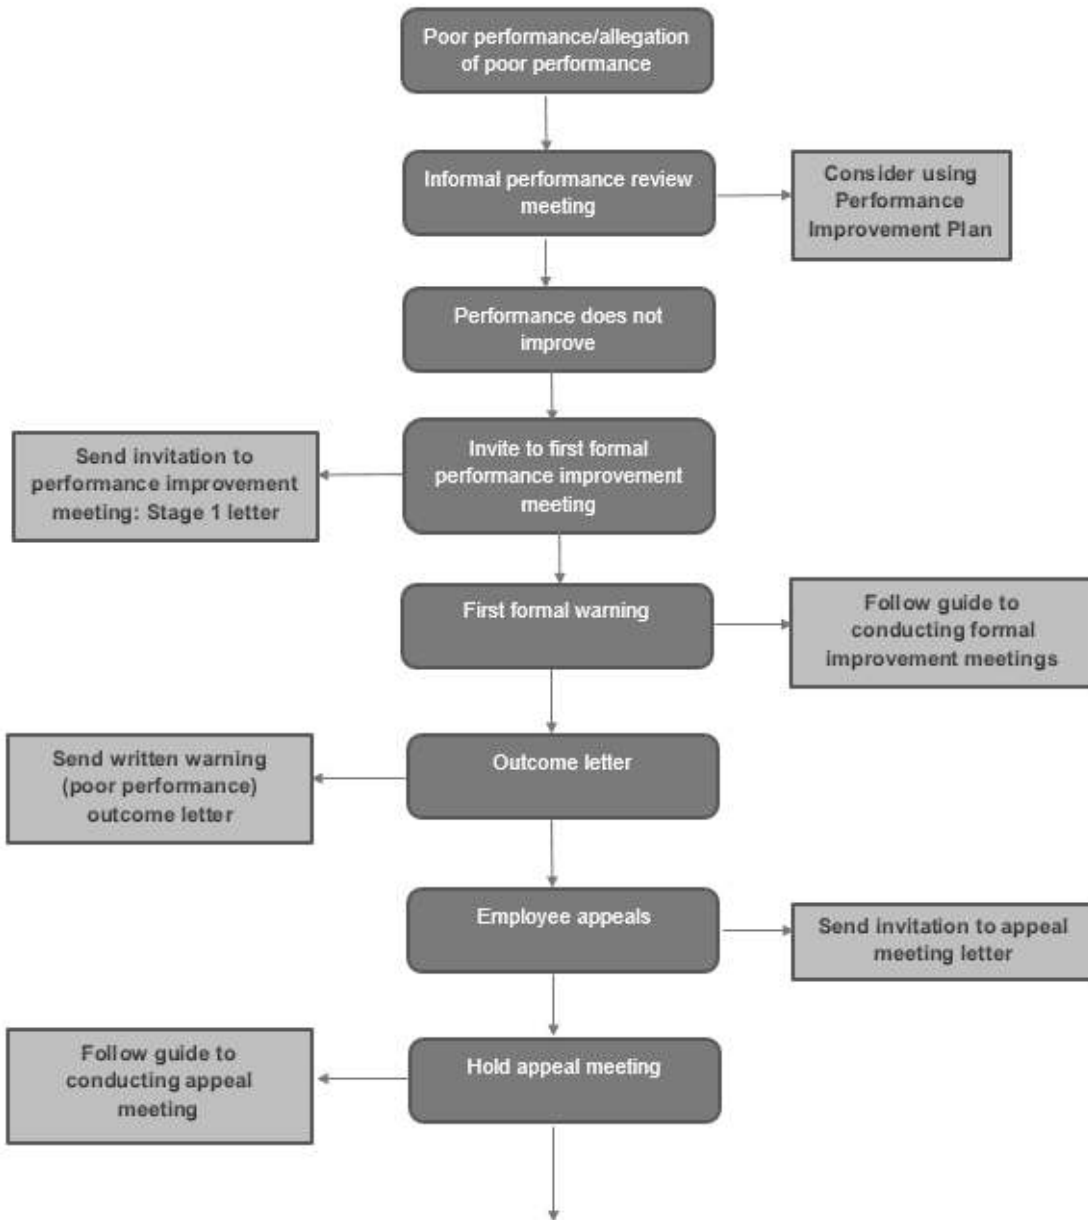 Poor performance/allegation
of poor performance
Informal performance review
meeting
Consider using
Performance
Improvement Plan
Performance does not
improve
Invite to first formal
performance improvement
meeting
Send invitation to
performance improvement
meeting: Stage 1 letter
First formal warning
Follow guide to
conducting formal
improvement meetings
Outcome letter
Send written warning
(poor performance)
outcome letter
Employee appeals
Send invitation to appeal
meeting letter
Hold appeal meeting
Follow guide to
conducting appeal
meeting